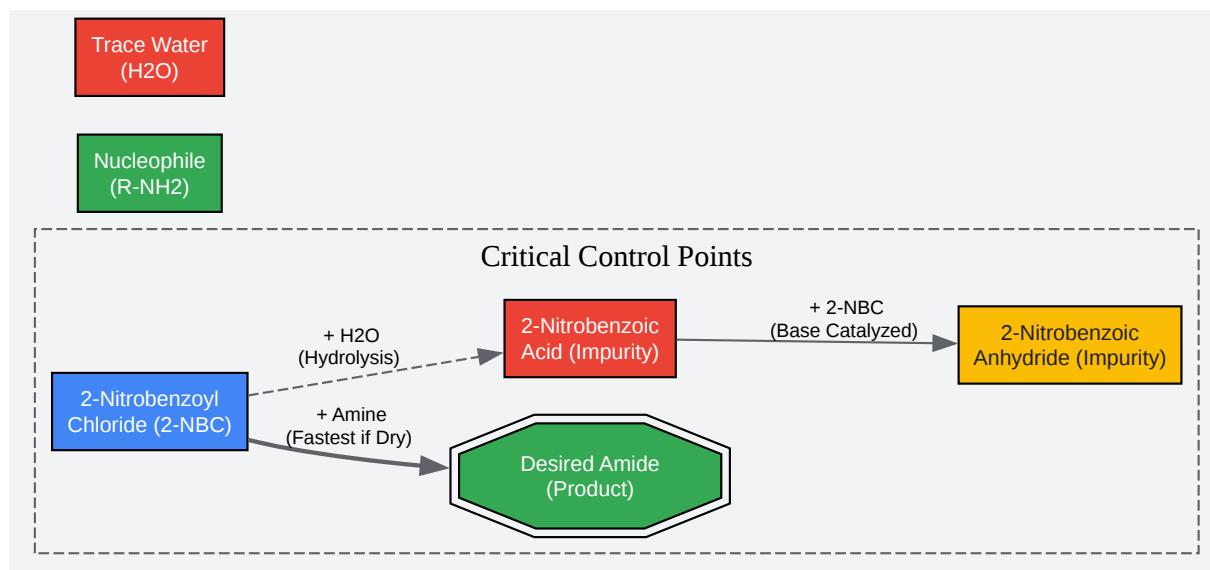 Trace Water
(H2O)
Nucleophile
(R-NH2)
Critical Control Points
+ H2O
(Hydrolysis)
2-Nitrobenzoic
Acid (Impurity)
+ 2-NBC
(Base Catalyzed)
2-Nitrobenzoic
Anhydride (Impurity)
2-Nitrobenzoyl
Chloride (2-NBC)
+ Amine
(Fastest if Dry)
Desired Amide
(Product)